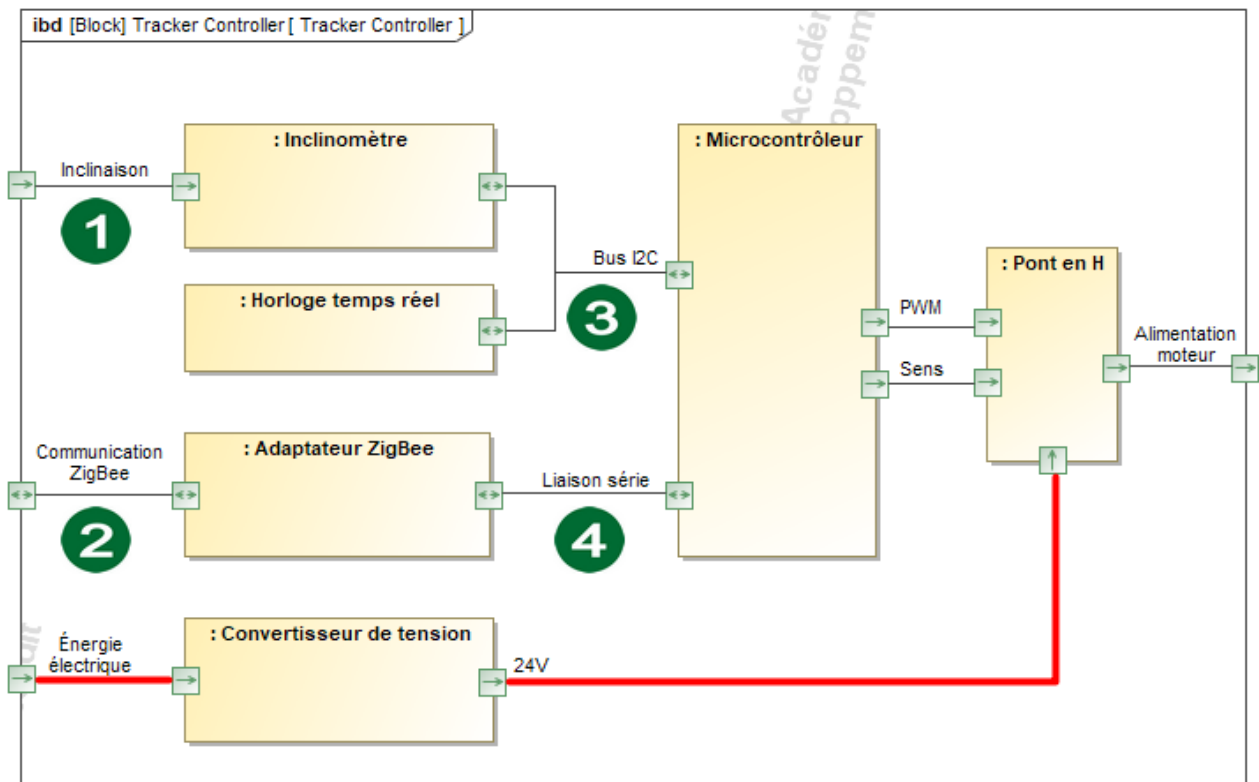 ibd [Block] Tracker Controller [ Tracker Controller ]
: Inclinomètre
: Microcontrôleur
Inclinaison
1
: Pont en H
Bus I2C
: Horloge temps réel
3
PWM
Alimentation
moteur
Sens
Communication
ZigBee
: Adaptateur ZigBee
Liaison série
2
4
: Convertisseur de tension
Énergie
électrique
24V